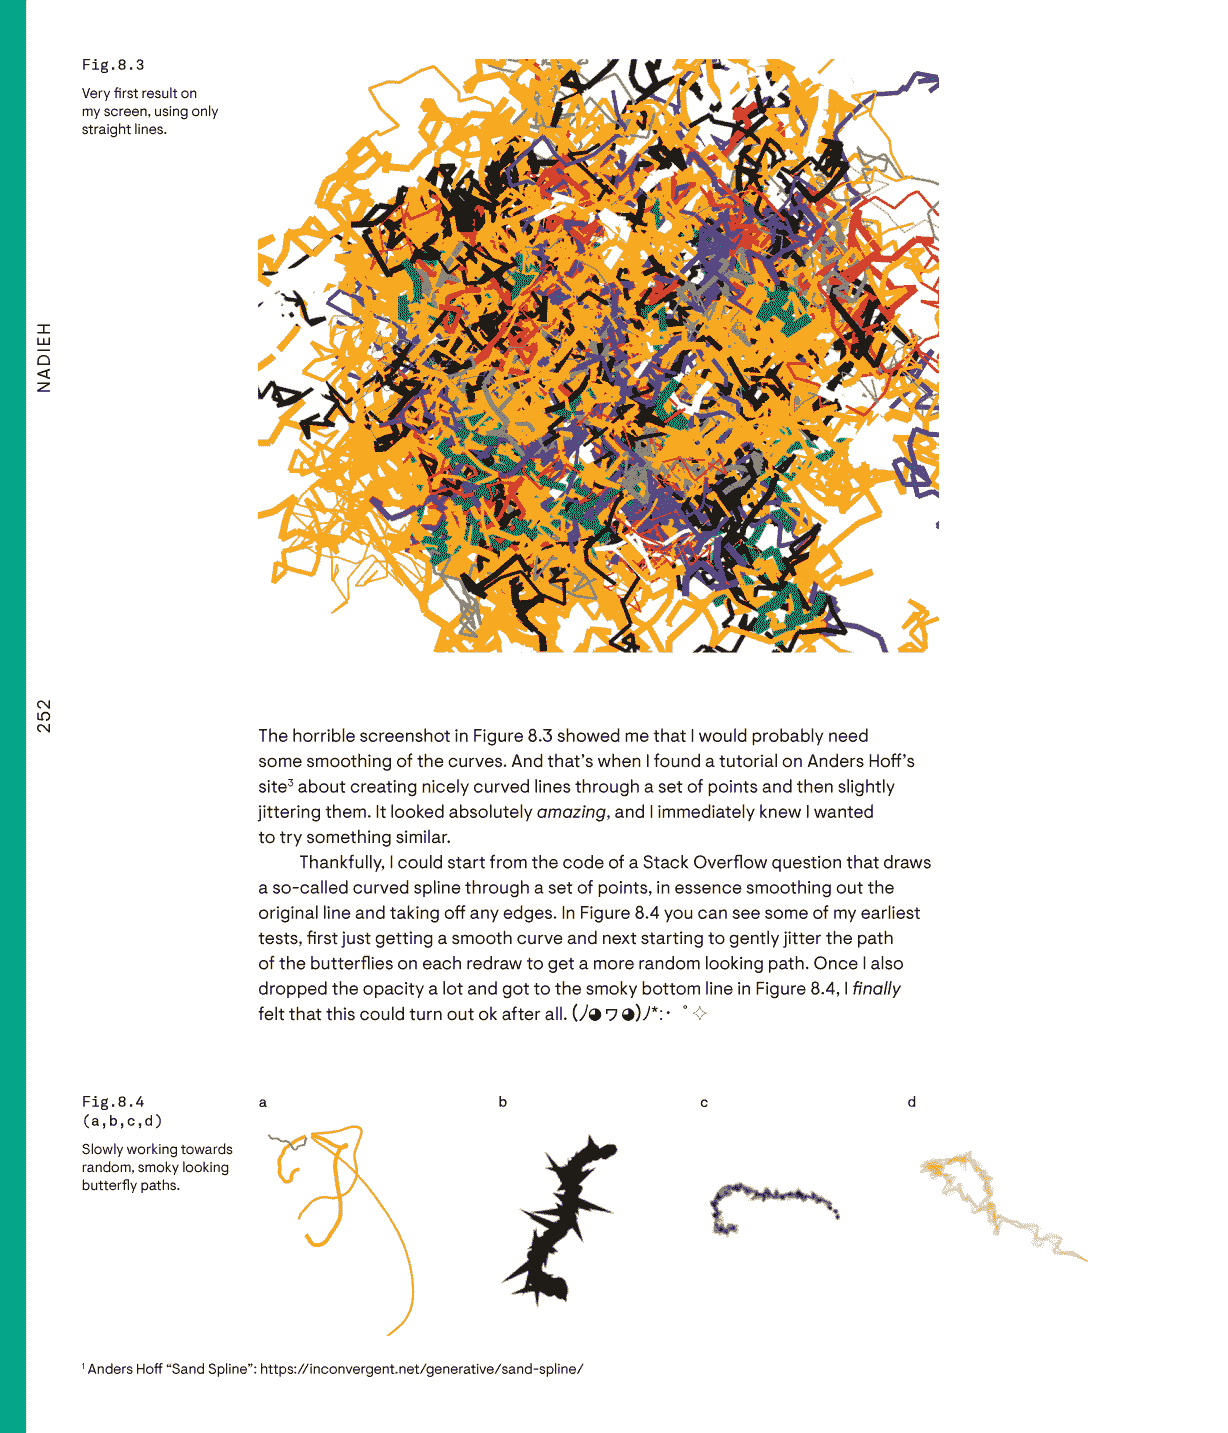 Fig.8.3
Very first result on
my screen, using only
straight lines.
NADIEH
252
The horrible screenshot in Figure 8.3 showed me that I would probably need
some smoothing of the curves. And that’s when I found a tutorial on Anders Hoff’s
site³ about creating nicely curved lines through a set of points and then slightly
jittering them. It looked absolutely amazing, and I immediately knew I wanted
to try something similar.
Thankfully, I could start from the code of a Stack Overflow question that draws
a so-called curved spline through a set of points, in essence smoothing out the
original line and taking off any edges. In Figure 8.4 you can see some of my earliest
tests, first just getting a smooth curve and next starting to gently jitter the path
of the butterflies on each redraw to get a more random looking path. Once I also
dropped the opacity a lot and got to the smoky bottom line in Figure 8.4, I finally
felt that this could turn out ok after all. (ﾉ◕ヮ◕)ﾉ*:・ ﾟ✧
Fig.8.4
(a,b,c,d)
Slowly working towards
random, smoky looking
butterfly paths.
a
b
c
d
¹ Anders Hoff “Sand Spline”: https://inconvergent.net/generative/sand-spline/